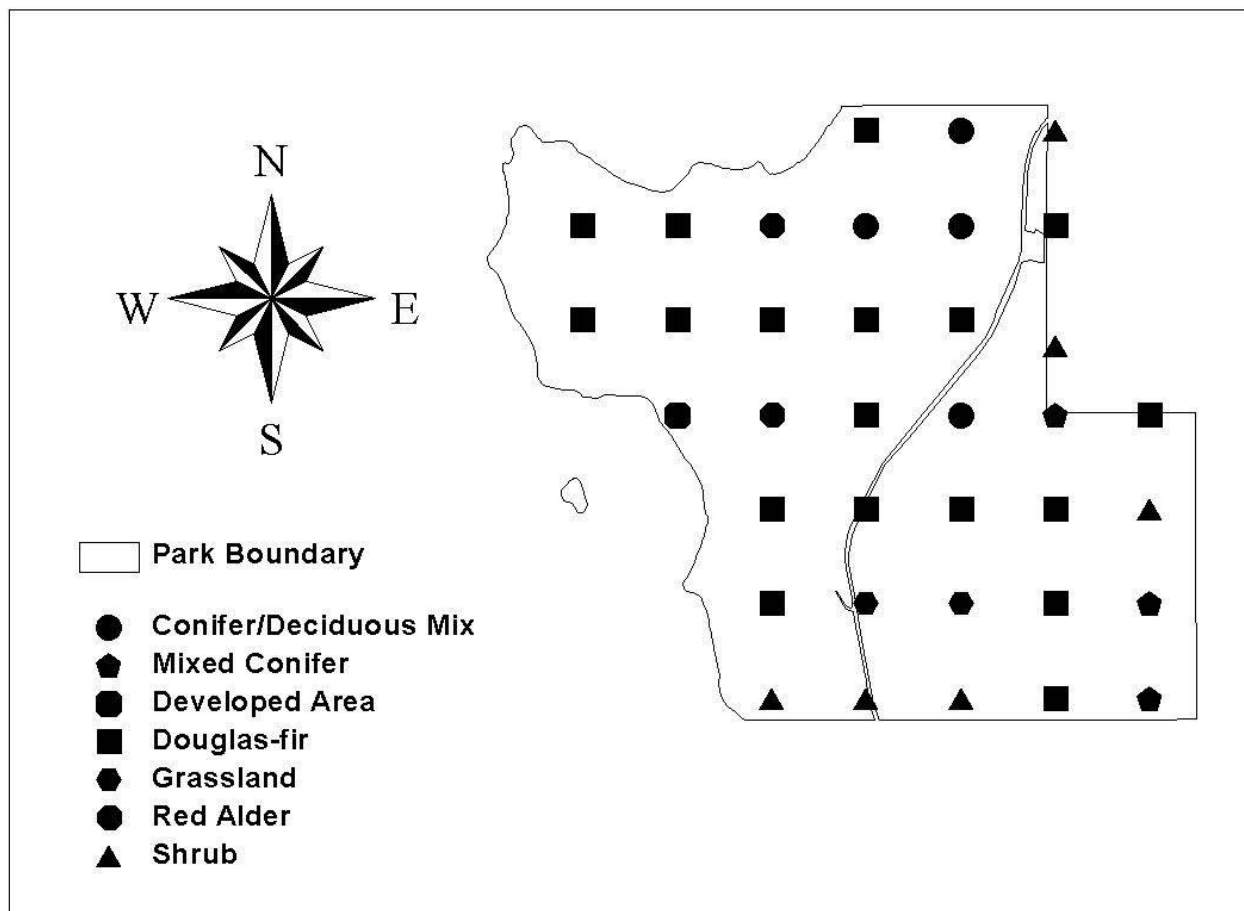 N
W
E
S
Park Boundary
Conifer/Deciduous Mix
Mixed Conifer
Developed Area
Douglas-fir
Grassland
Red Alder
Shrub